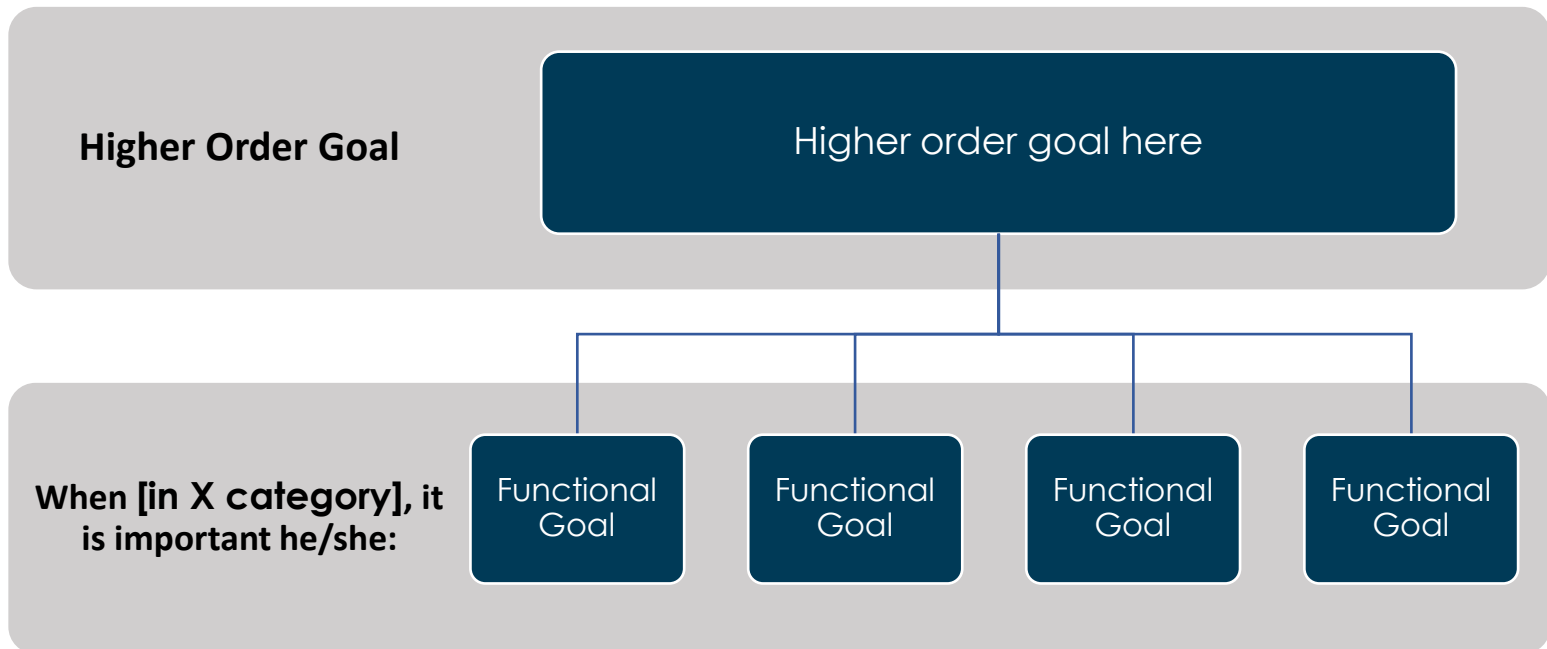 Higher Order Goal
Higher order goal here
When [in X category], it
is important he/she:
Functional
Goal
Functional
Goal
Functional
Goal
Functional
Goal